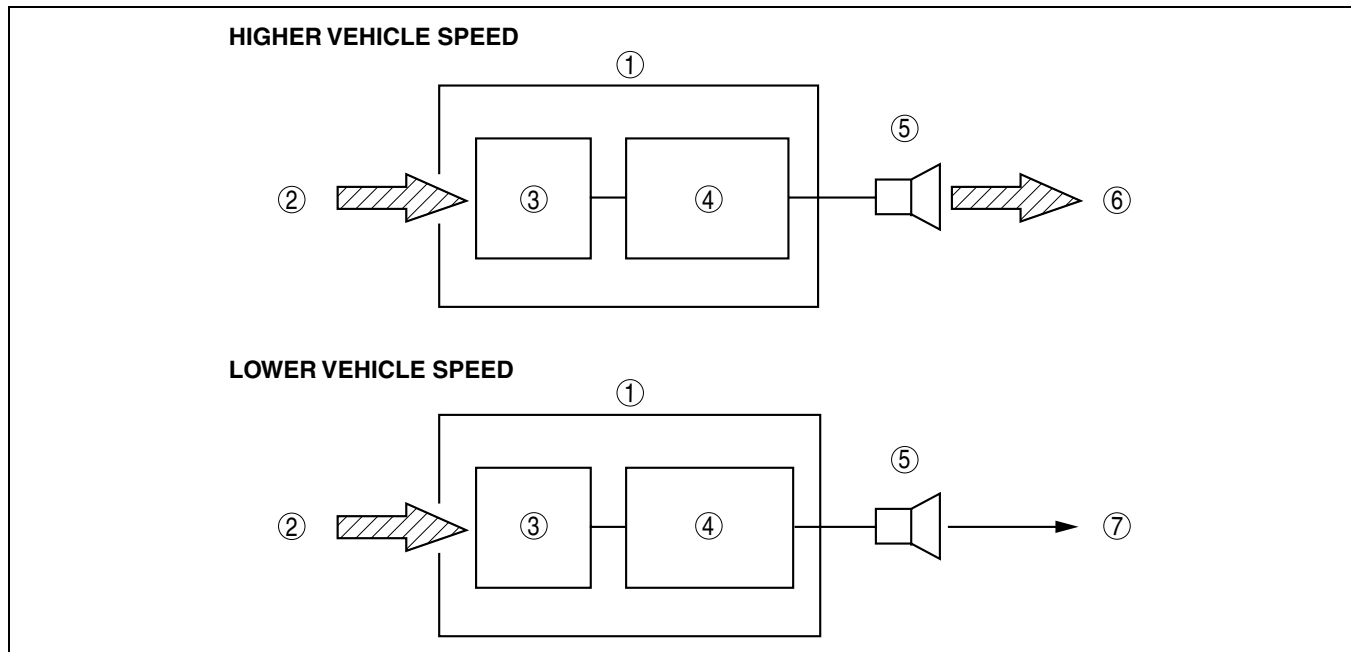 HIGHER VEHICLE SPEED
①
⑤
② ③ ④ ⑥
LOWER VEHICLE SPEED
①
⑤
② ③ ④ ⑦